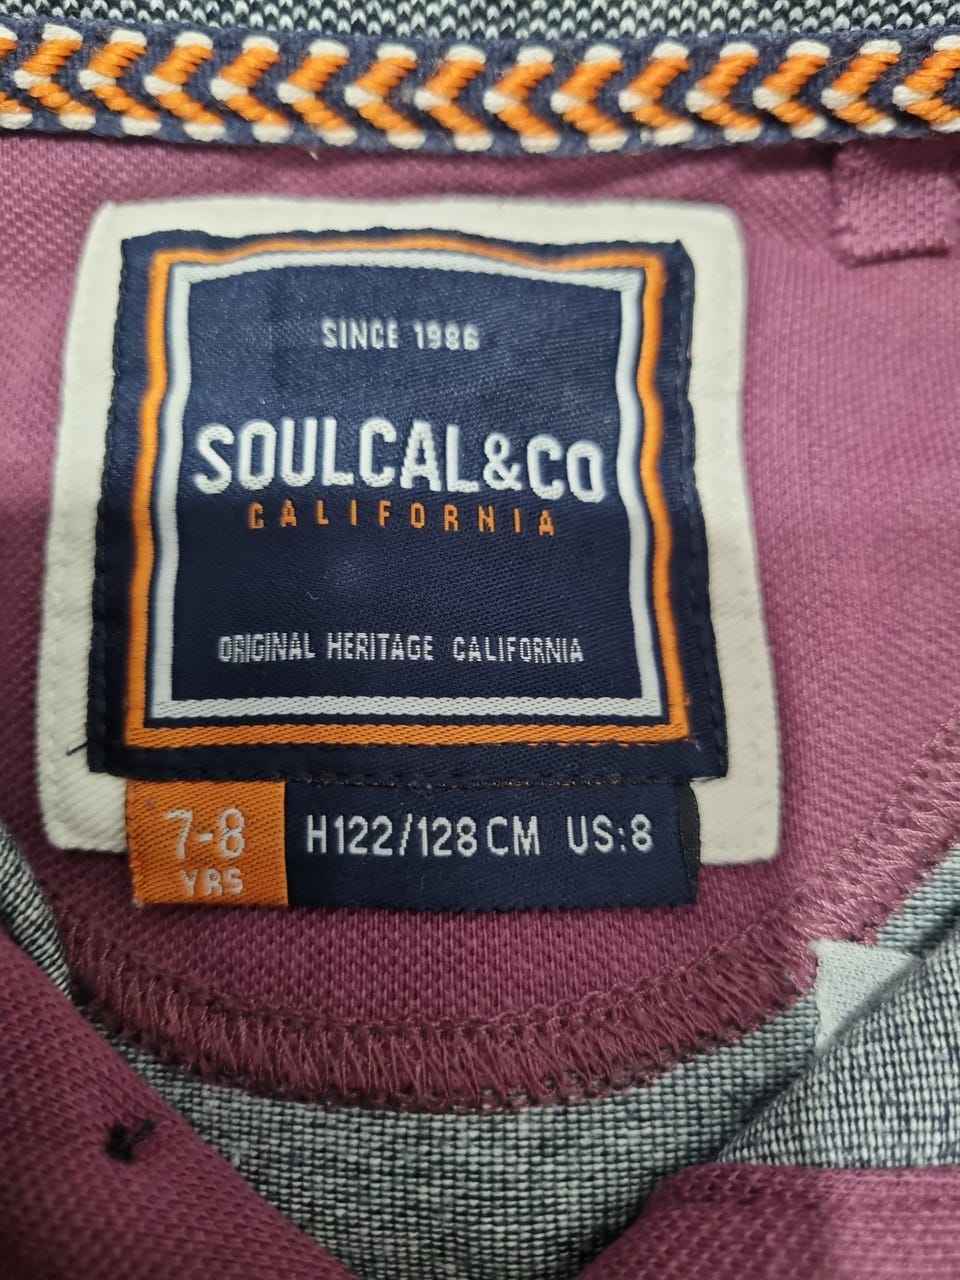 SINCE 1986
SOULCAL&CO
CALIFORNIA
ORIGINAL HERITAGE CALIFORNIA
7-8
YRS
H122/128CM US:8